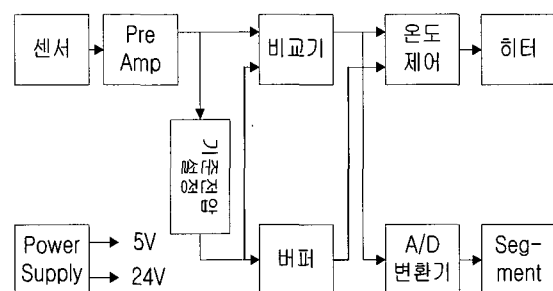 센서
Pre
Amp
비교기
온도
제어
히터
기준전압
설정
Power
Supply
5V
24V
버퍼
A/D
변환기
Seg-
ment